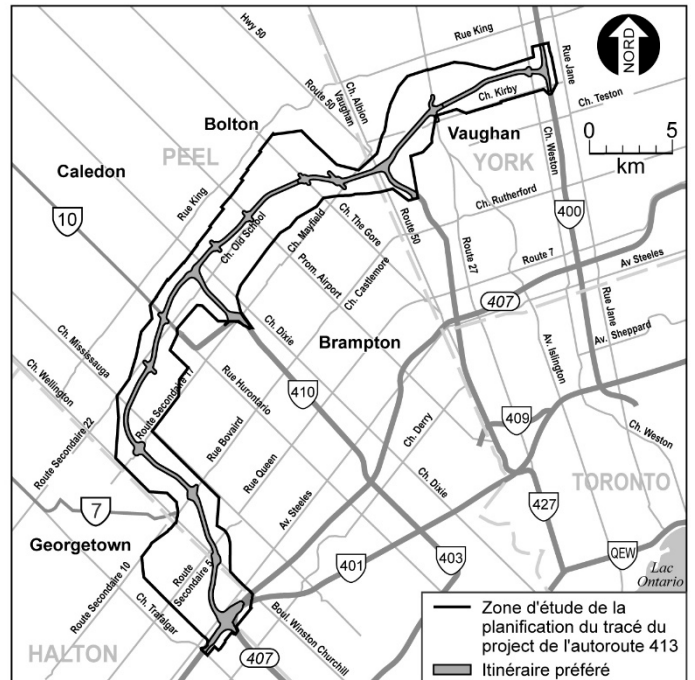 Hwy 50
Route 50
Ch. Albion
Vaughan
Rue King
Rue Jane
NORD
Ch. Kirby
Ch. Teston
Bolton
Vaughan
PEEL
YORK
Ch. Weston
0 5
km
Caledon
Rue King
Ch. Rutherford
10
Ch. Old School
Ch. Mayfield
Ch. The Gore
Route 50
400
Route 27
Route 7
Prom. Airport
Ch. Castlemore
Av Steeles
407
Rue Jane
Ch. Mississauga
Ch. Dixie
Brampton
Av. Sheppard
Ch. Wellington
Route Secondaire 17
Rue Hurontario
410
Av. Islington
Route Secondaire 22
Rue Bovaird
Ch. Derry
409
Ch. Weston
Rue Queen
Ch. Dixie
TORONTO
7
Av. Steeles
427
Georgetown
401
403
QEW
Route Secondaire 10
Route
Secondaire 5
Lac
Ontario
Ch. Trafalgar
Boul. Winston Churchill
HALTON
407
Zone d'étude de la
planification du tracé du
project de l'autoroute 413
Itinéraire préféré